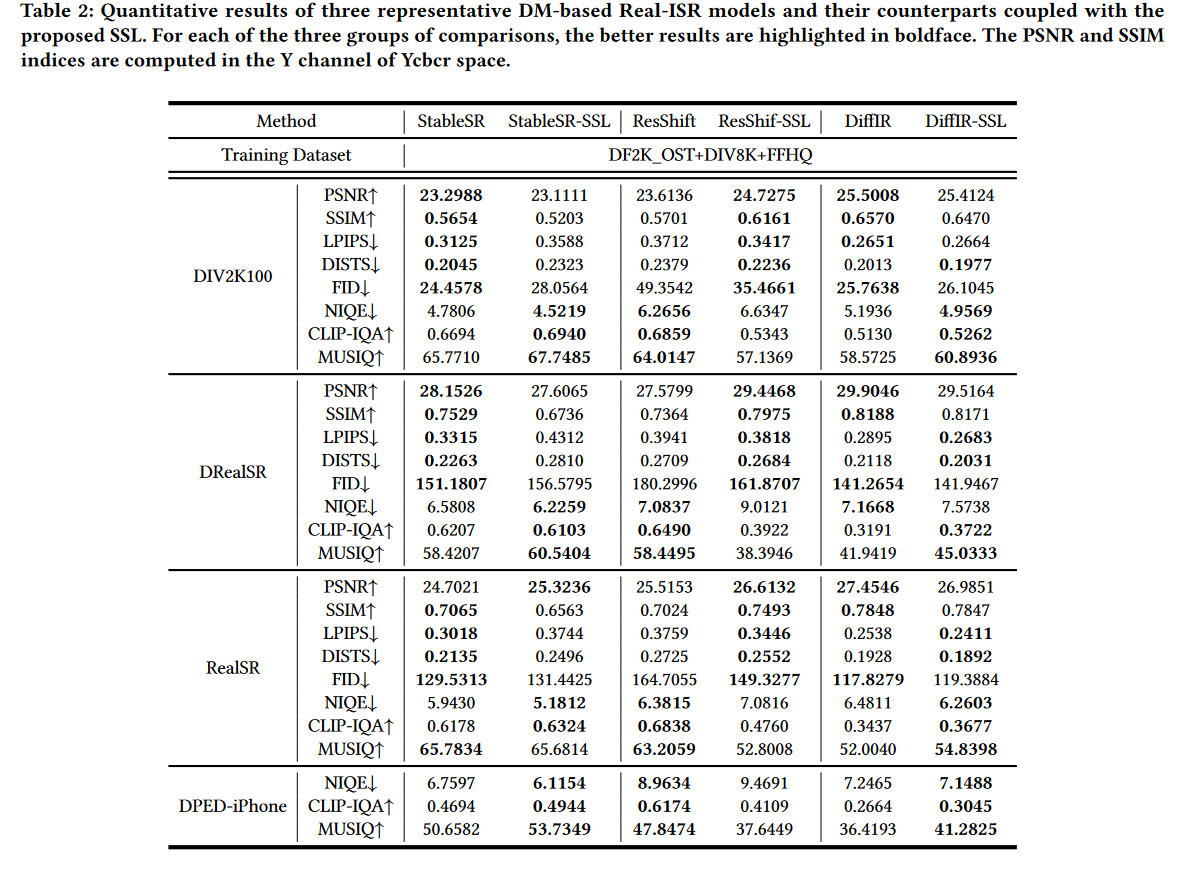 Table 2: Quantitative results of three representative DM-based Real-ISR models and their counterparts coupled with the
proposed SSL. For each of the three groups of comparisons, the better results are highlighted in boldface. The PSNR and SSIM
indices are computed in the Y channel of Ycbcr space.
Method StableSR StableSR-SSL ResShift ResShif-SSL DiffIR DiffIR-SSL
Training Dataset DF2K_OST+DIV8K+FFHQ
PSNR↑ 23.2988 23.1111 23.6136 24.7275 25.5008 25.4124
SSIM↑ 0.5654 0.5203 0.5701 0.6161 0.6570 0.6470
LPIPS↓ 0.3125 0.3588 0.3712 0.3417 0.2651 0.2664
DISTS↓ 0.2045 0.2323 0.2379 0.2236 0.2013 0.1977
DIV2K100
FID↓ 24.4578 28.0564 49.3542 35.4661 25.7638 26.1045
NIQE↓ 4.7806 4.5219 6.2656 6.6347 5.1936 4.9569
CLIP-IQA↑ 0.6694 0.6940 0.6859 0.5343 0.5130 0.5262
MUSIQ↑ 65.7710 67.7485 64.0147 57.1369 58.5725 60.8936
PSNR↑ 28.1526 27.6065 27.5799 29.4468 29.9046 29.5164
SSIM↑ 0.7529 0.6736 0.7364 0.7975 0.8188 0.8171
LPIPS↓ 0.3315 0.4312 0.3941 0.3818 0.2895 0.2683
DISTS↓ 0.2263 0.2810 0.2709 0.2684 0.2118 0.2031
DRealSR
FID↓ 151.1807 156.5795 180.2996 161.8707 141.2654 141.9467
NIQE↓ 6.5808 6.2259 7.0837 9.0121 7.1668 7.5738
CLIP-IQA↑ 0.6207 0.6103 0.6490 0.3922 0.3191 0.3722
MUSIQ↑ 58.4207 60.5404 58.4495 38.3946 41.9419 45.0333
PSNR↑ 24.7021 25.3236 25.5153 26.6132 27.4546 26.9851
SSIM↑ 0.7065 0.6563 0.7024 0.7493 0.7848 0.7847
LPIPS↓ 0.3018 0.3744 0.3759 0.3446 0.2538 0.2411
DISTS↓ 0.2135 0.2496 0.2725 0.2552 0.1928 0.1892
RealSR
FID↓ 129.5313 131.4425 164.7055 149.3277 117.8279 119.3884
NIQE↓ 5.9430 5.1812 6.3815 7.0816 6.4811 6.2603
CLIP-IQA↑ 0.6178 0.6324 0.6838 0.4760 0.3437 0.3677
MUSIQ↑ 65.7834 65.6814 63.2059 52.8008 52.0040 54.8398
NIQE↓ 6.7597 6.1154 8.9634 9.4691 7.2465 7.1488
DPED-iPhone CLIP-IQA↑ 0.4694 0.4944 0.6174 0.4109 0.2664 0.3045
MUSIQ↑ 50.6582 53.7349 47.8474 37.6449 36.4193 41.2825